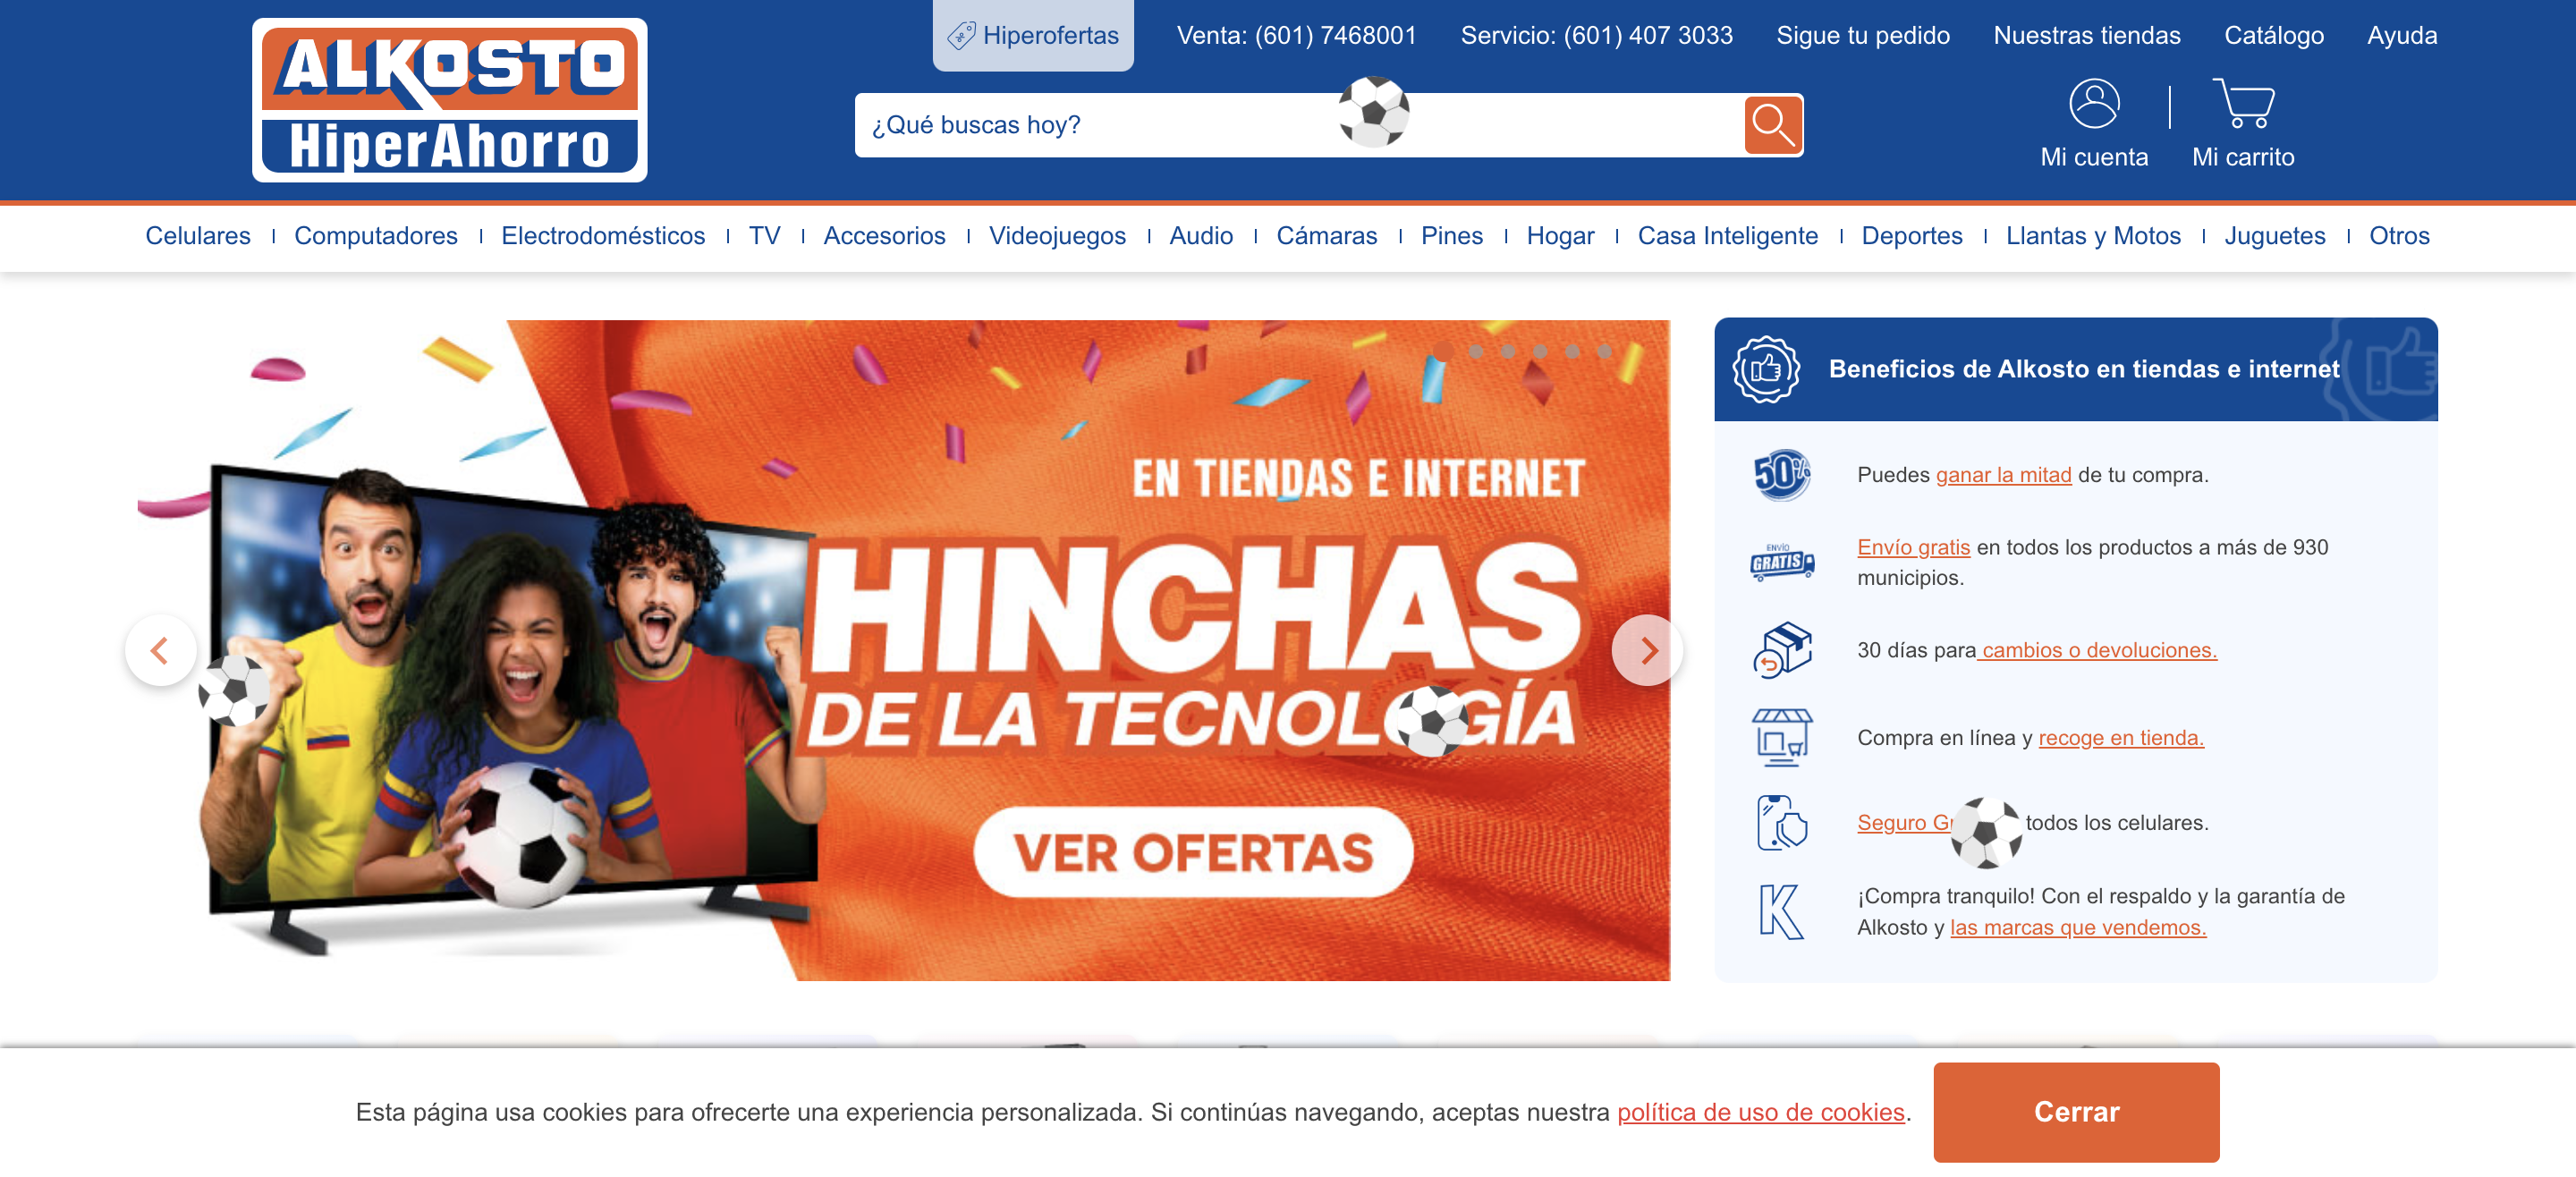 ALKOSTO
HiperAhorro
Hiperofertas
Venta: (601) 7468001
Servicio: (601) 407 3033
Sigue tu pedido
Nuestras tiendas
Catálogo
Ayuda
¿Qué buscas hoy?
Mi cuenta
Mi carrito
Celulares
Computadores
Electrodomésticos
TV
Accesorios
Videojuegos
Audio
Cámaras
Pines
Hogar
Casa Inteligente
Deportes
Llantas y Motos
Juguetes
Otros
EN TIENDAS E INTERNET
HINCHAS
DE LA TECNOLOGÍA
VER OFERTAS
Beneficios de Alkosto en tiendas e internet
50%
Puedes ganar la mitad de tu compra.
ENVÍO
GRATIS
Envío gratis en todos los productos a más de 930
municipios.
30 días para cambios o devoluciones.
Compra en línea y recoge en tienda.
Seguro todos los celulares.
K
¡Compra tranquilo! Con el respaldo y la garantía de
Alkosto y las marcas que vendemos.
Esta página usa cookies para ofrecerte una experiencia personalizada. Si continúas navegando, aceptas nuestra política de uso de cookies.
Cerrar